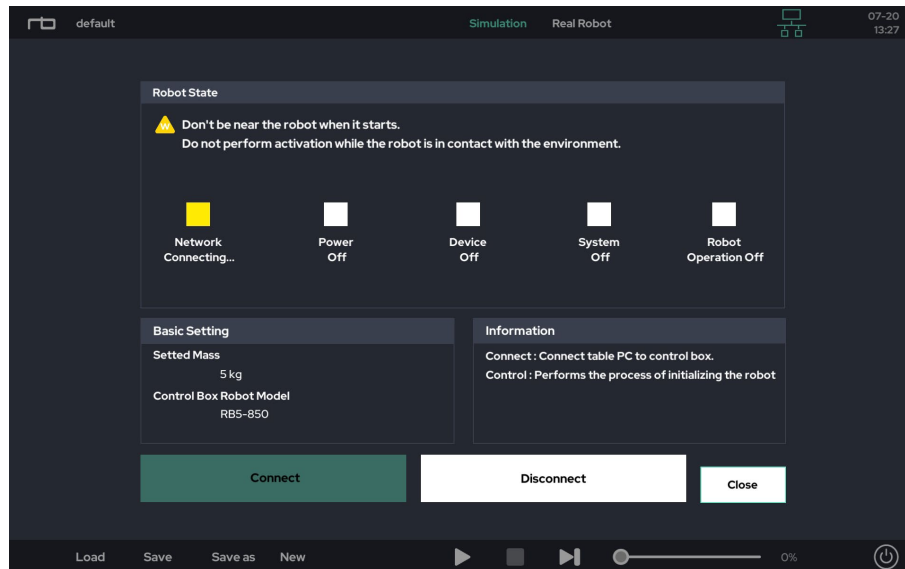 default
Simulation
Real Robot
07-20
13:27
Robot State
W
Don't be near the robot when it starts.
Do not perform activation while the robot is in contact with the environment.
Network
Connecting...
Power
Off
Device
Off
System
Off
Robot
Operation Off
Basic Setting
Setted Mass
5 kg
Control Box Robot Model
RB5-850
Information
Connect : Connect table PC to control box.
Control : Performs the process of initializing the robot
Connect
Disconnect
Close
Load
Save
Save as
New
0%